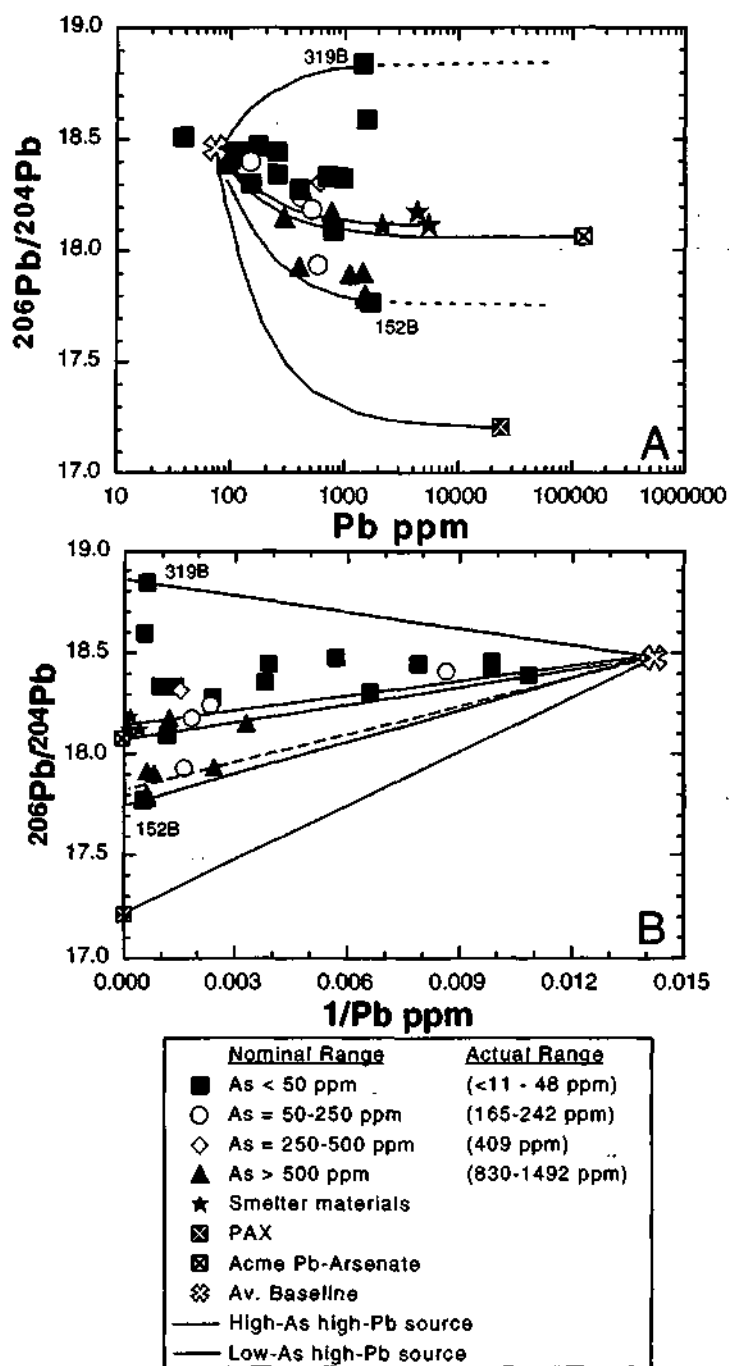 19.0
319B
18.5
18.0
17.5
17.0
206Pb/204Pb
152B
A
10 100 1000 10000 100000 1000000
Pb ppm
19.0
319B
18.5
18.0
17.5
17.0
206Pb/204Pb
152B
B
0.000 0.003 0.006 0.009 0.012 0.015
1/Pb ppm
Nominal Range Actual Range
As < 50 ppm (<11 - 48 ppm)
As = 50-250 ppm (165-242 ppm)
As = 250-500 ppm (409 ppm)
As > 500 ppm (830-1492 ppm)
Smelter materials
PAX
Acme Pb-Arsenate
Av. Baseline
High-As high-Pb source
Low-As high-Pb source